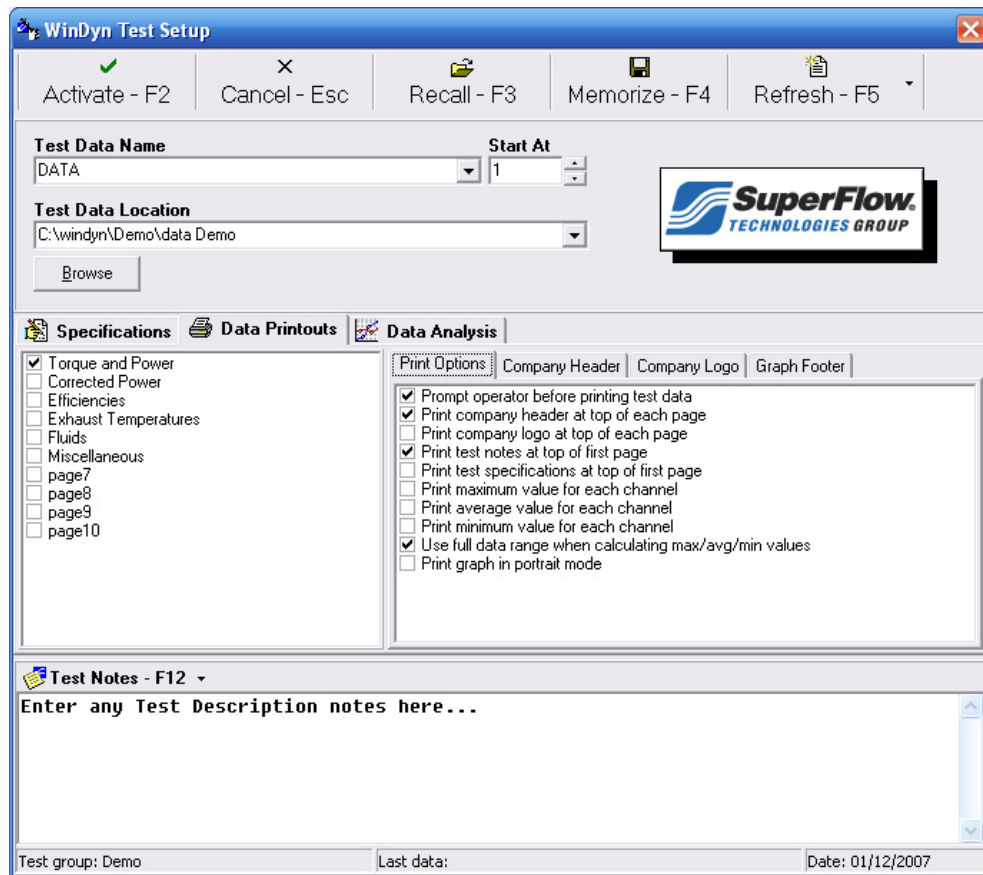 WinDyn Test Setup
Activate - F2
Cancel - Esc
Recall - F3
Memorize - F4
Refresh - F5
Test Data Name
Start At
DATA
1
Test Data Location
C:\windyn\Demo\data Demo
Browse
SuperFlow.
TECHNOLOGIES GROUP
Specifications
Data Printouts
Data Analysis
Torque and Power
Corrected Power
Efficiencies
Exhaust Temperatures
Fluids
Miscellaneous
page7
page8
page9
page10
Print Options
Company Header
Company Logo
Graph Footer
Prompt operator before printing test data
Print company header at top of each page
Print company logo at top of each page
Print test notes at top of first page
Print test specifications at top of first page
Print maximum value for each channel
Print average value for each channel
Print minimum value for each channel
Use full data range when calculating max/avg/min values
Print graph in portrait mode
Test Notes - F12
Enter any Test Description notes here...
Test group: Demo
Last data:
Date: 01/12/2007